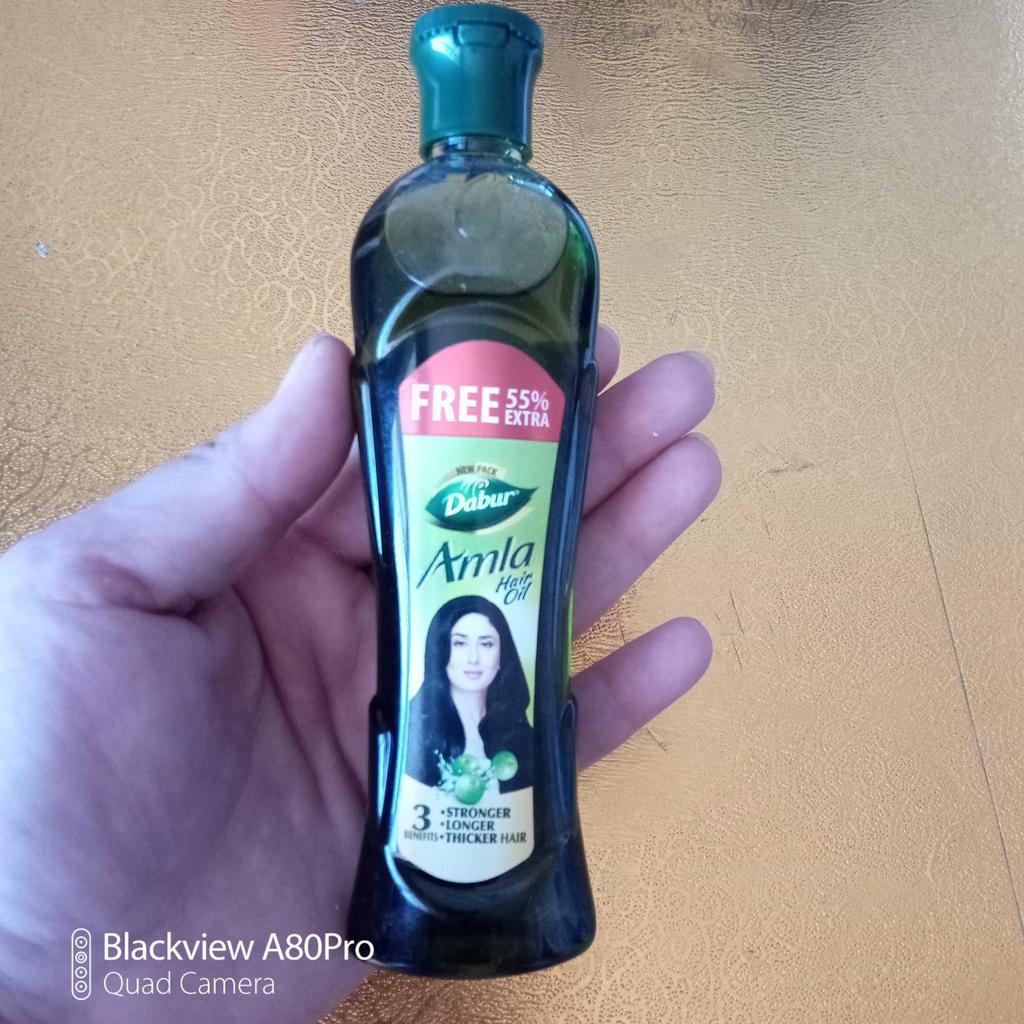 FREE 55% EXTRA
NEW PACK
Dabur
Amla
Hair
Oil
3 BENEFITS
•STRONGER
•LONGER
•THICKER HAIR
Blackview A80Pro
Quad Camera